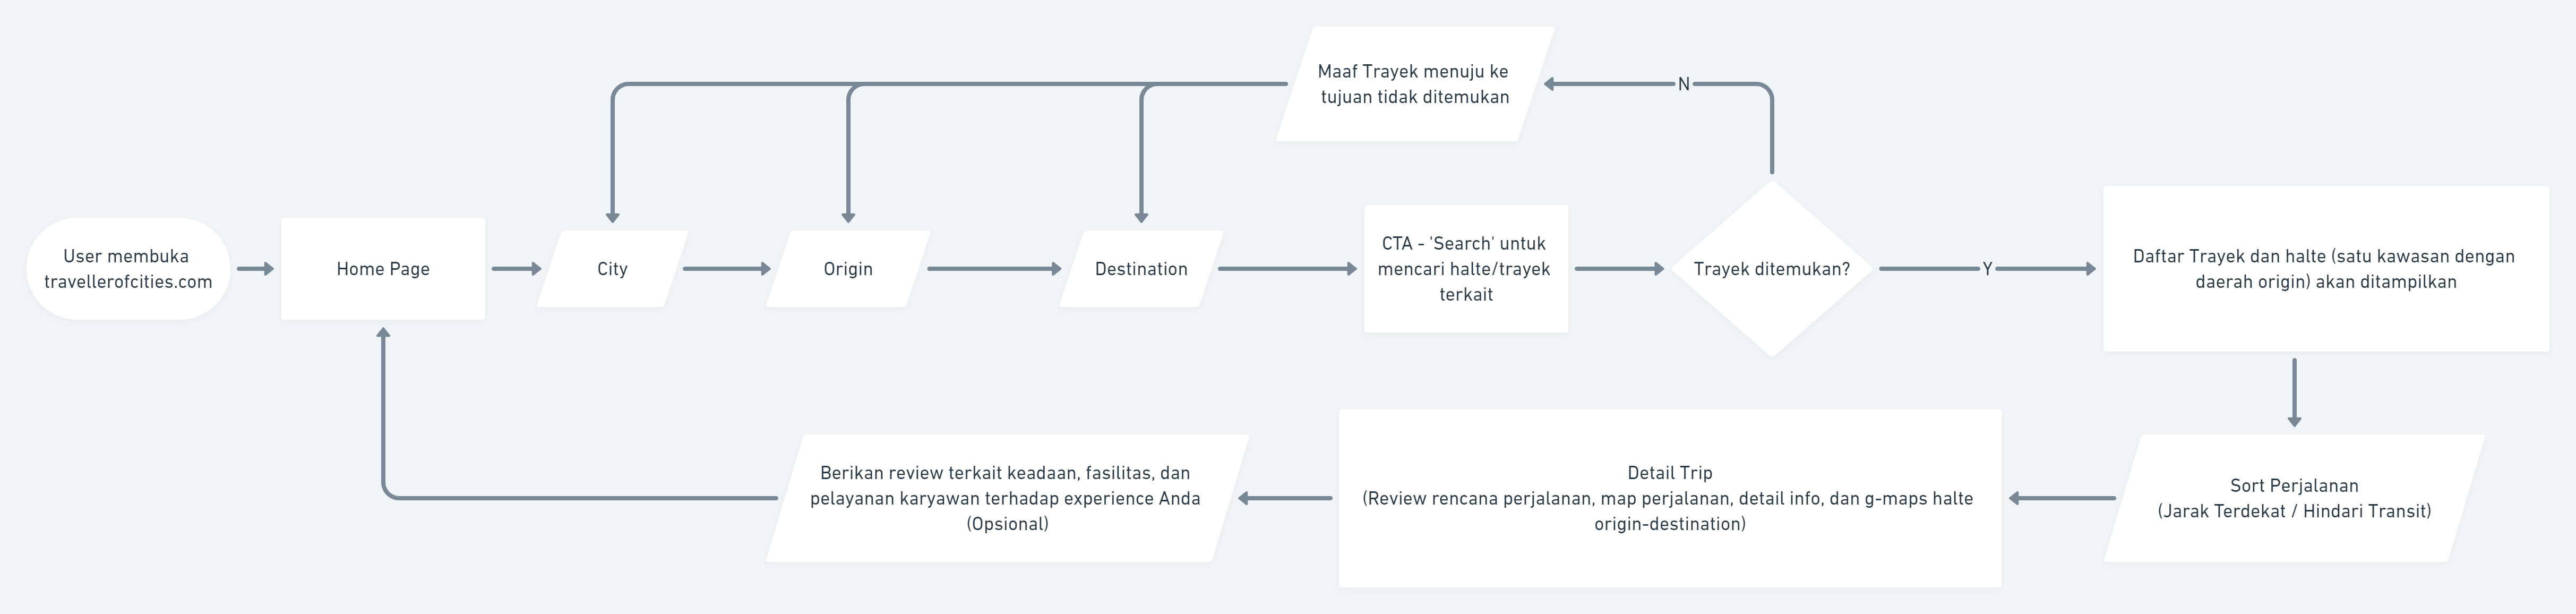 Maaf Trayek menuju ke
tujuan tidak ditemukan
N
User membuka
travellerofcities.com
Home Page
City
Origin
Destination
CTA - 'Search' untuk
mencari halte/trayek
terkait
Trayek ditemukan?
Y
Daftar Trayek dan halte (satu kawasan dengan
daerah origin) akan ditampilkan
Sort Perjalanan
(Jarak Terdekat / Hindari Transit)
Detail Trip
(Review rencana perjalanan, map perjalanan, detail info, dan g-maps halte
origin-destination)
Berikan review terkait keadaan, fasilitas, dan
pelayanan karyawan terhadap experience Anda
(Opsional)